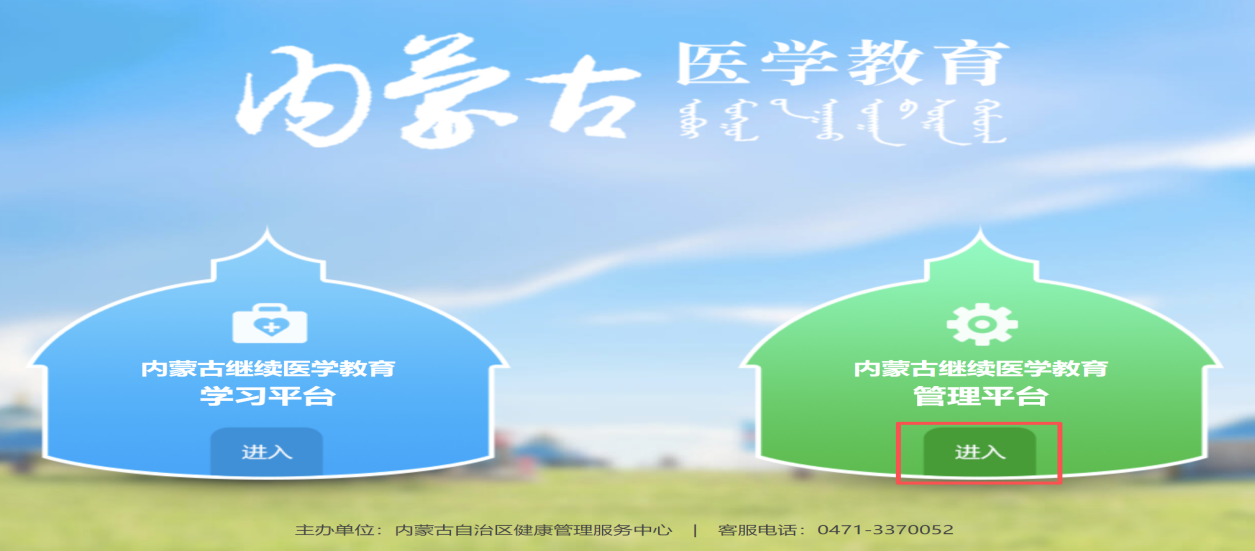 内蒙古 医学教育
内蒙古继续医学教育
学习平台
进入
内蒙古继续医学教育
管理平台
进入
主办单位：内蒙古自治区健康管理服务中心 | 客服电话：0471-3370052